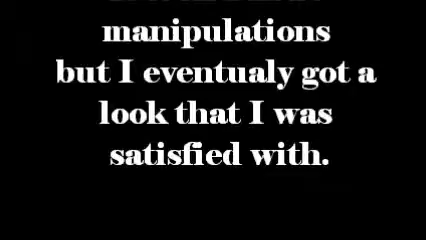 manipulations
but I eventualy got a
look that I was
satisfied with.